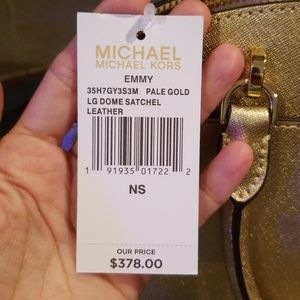 MICHAEL
MICHAEL KORS
EMMY
35H7GY3S3M PALE GOLD
LG DOME SATCHEL
LEATHER
1 91935 01722 2
NS
OUR PRICE
$378.00